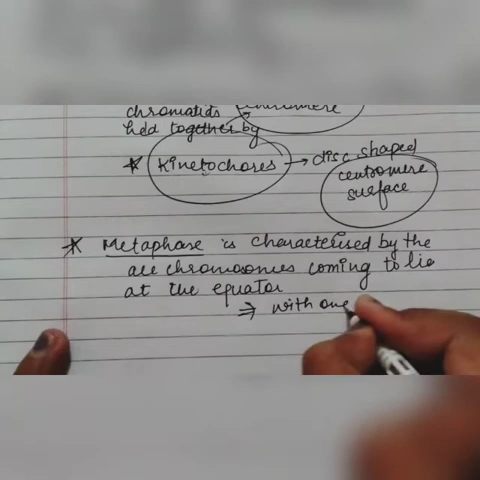 chromatids centromere
held together by
* Kinetochores → disc shaped
centromere
surface
* Metaphase is characterised by the
all chromosomes coming to lie
at the equator
⇒ with one